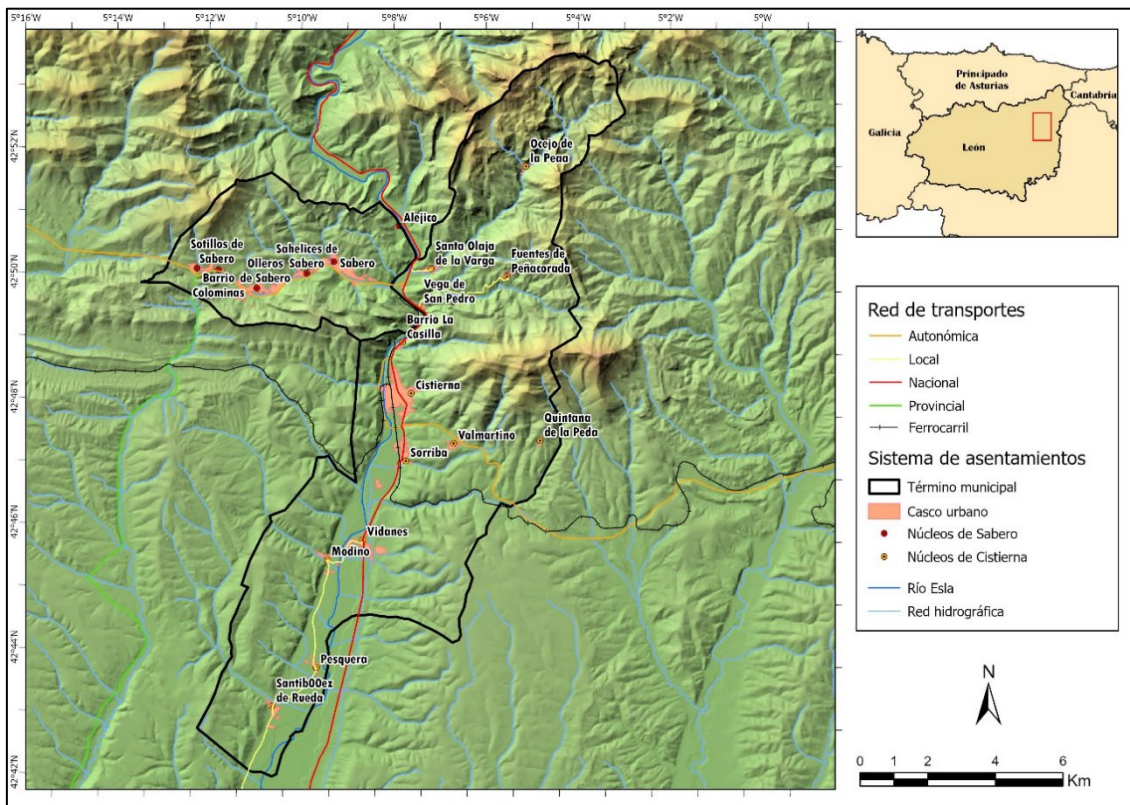 5°16'W
5°14'W
5°12'W
5°10'W
5°8'W
5°6'W
5°4'W
5°2'W
5°W
42°52'N
42°50'N
42°48'N
42°46'N
42°44'N
42°42'N
Ocejo de
la Peǝa
Alejico
Sotillos de
Sabero
Sahelices de
Sabero
Olleros
de Sabero
Barrio
Colominas
Santa Olaja
de la Varga
Fuentes de
Peñacorada
Vega de
San Pedro
Barrio La
Casilla
Cistierna
Quintana
de la Peda
Valmartino
Sorriba
Vidanes
Modino
Pesquera
Santib00ez
de Rueda
Principado
de Asturias
Cantabria
Galicia
León
Red de transportes
Autonómica
Local
Nacional
Provincial
Ferrocarril
Sistema de asentamientos
Término municipal
Casco urbano
Núcleos de Sabero
Núcleos de Cistierna
Río Esla
Red hidrográfica
N
0 1 2 4 6
Km